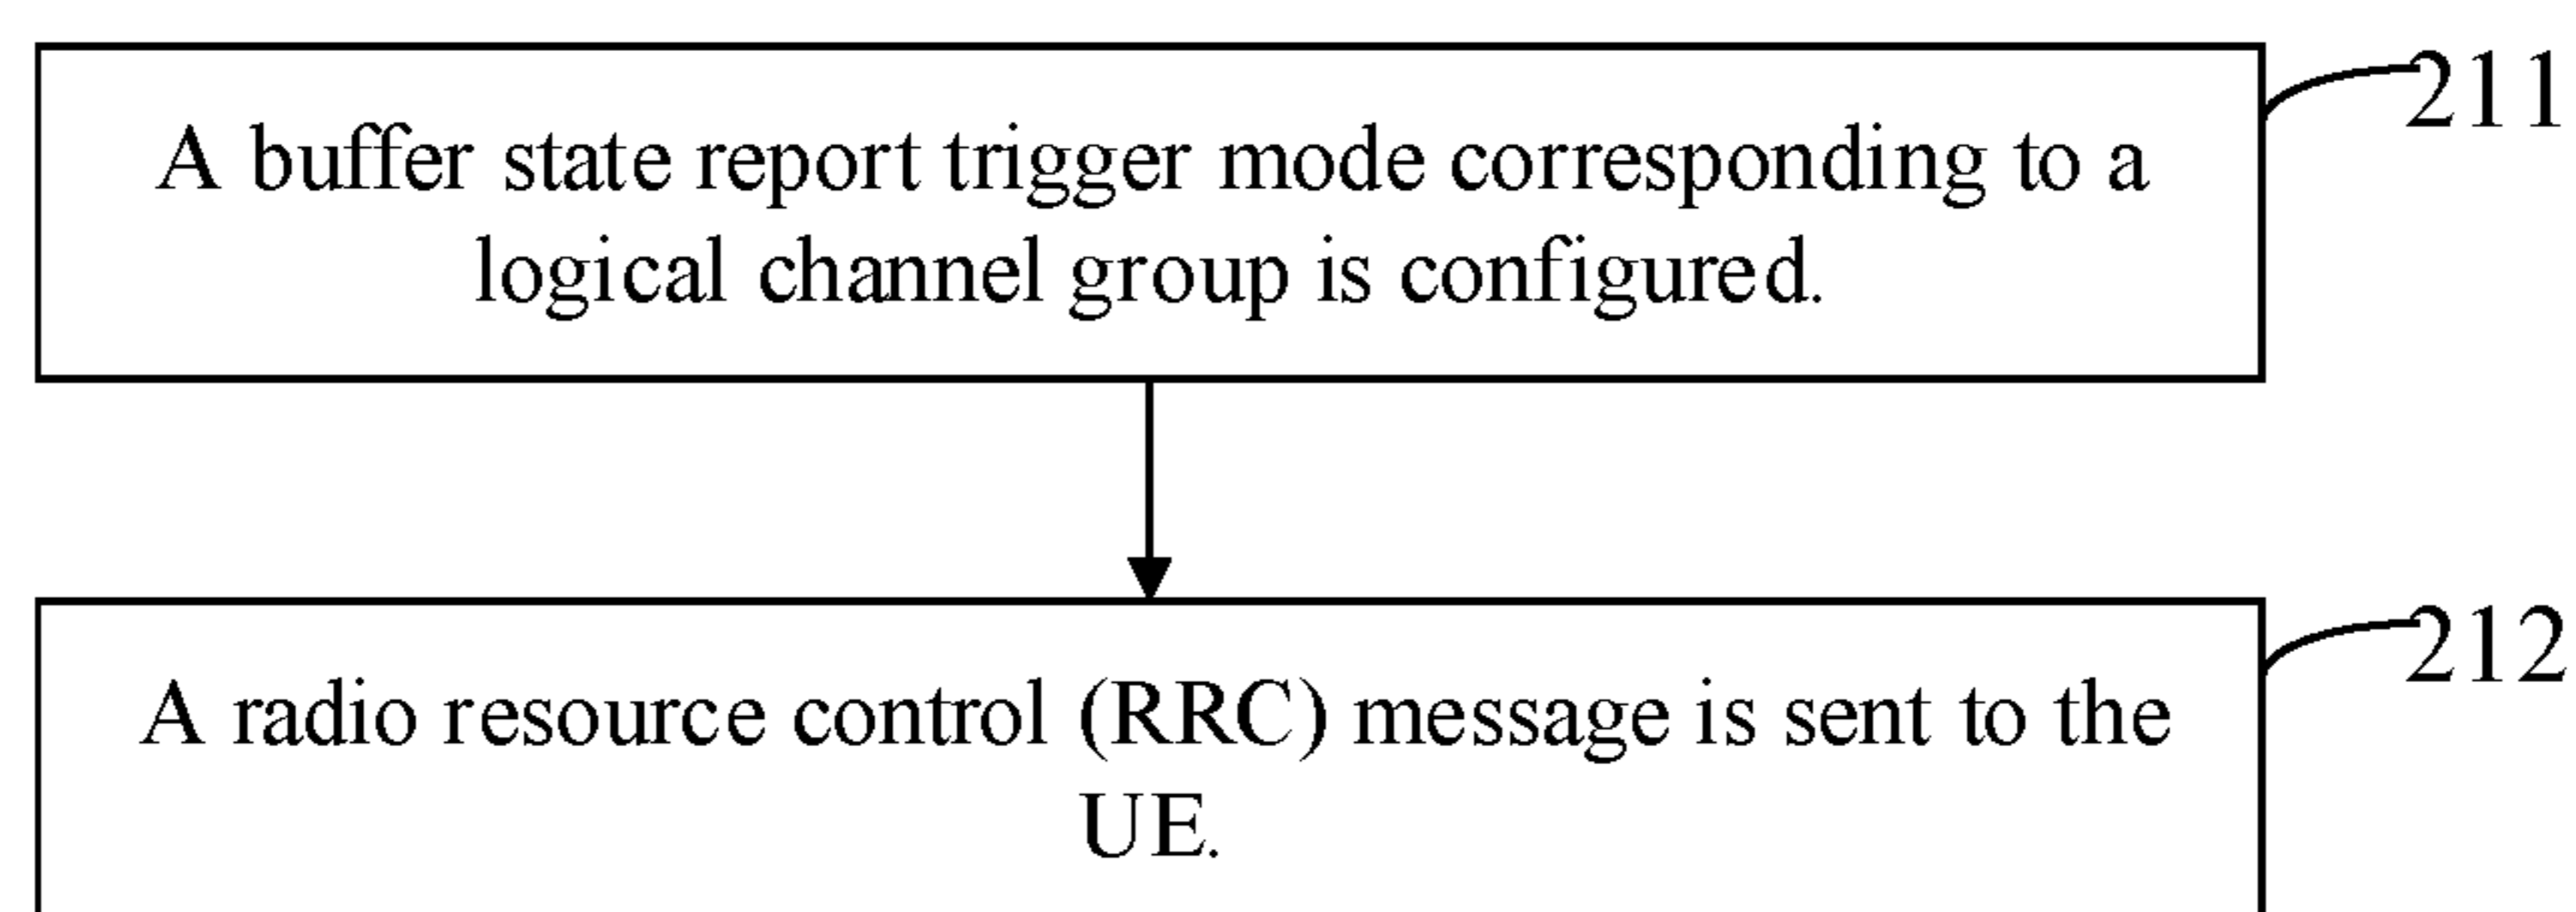 A buffer state report trigger mode corresponding to a
logical channel group is configured.
211
A radio resource control (RRC) message is sent to the
UE.
212